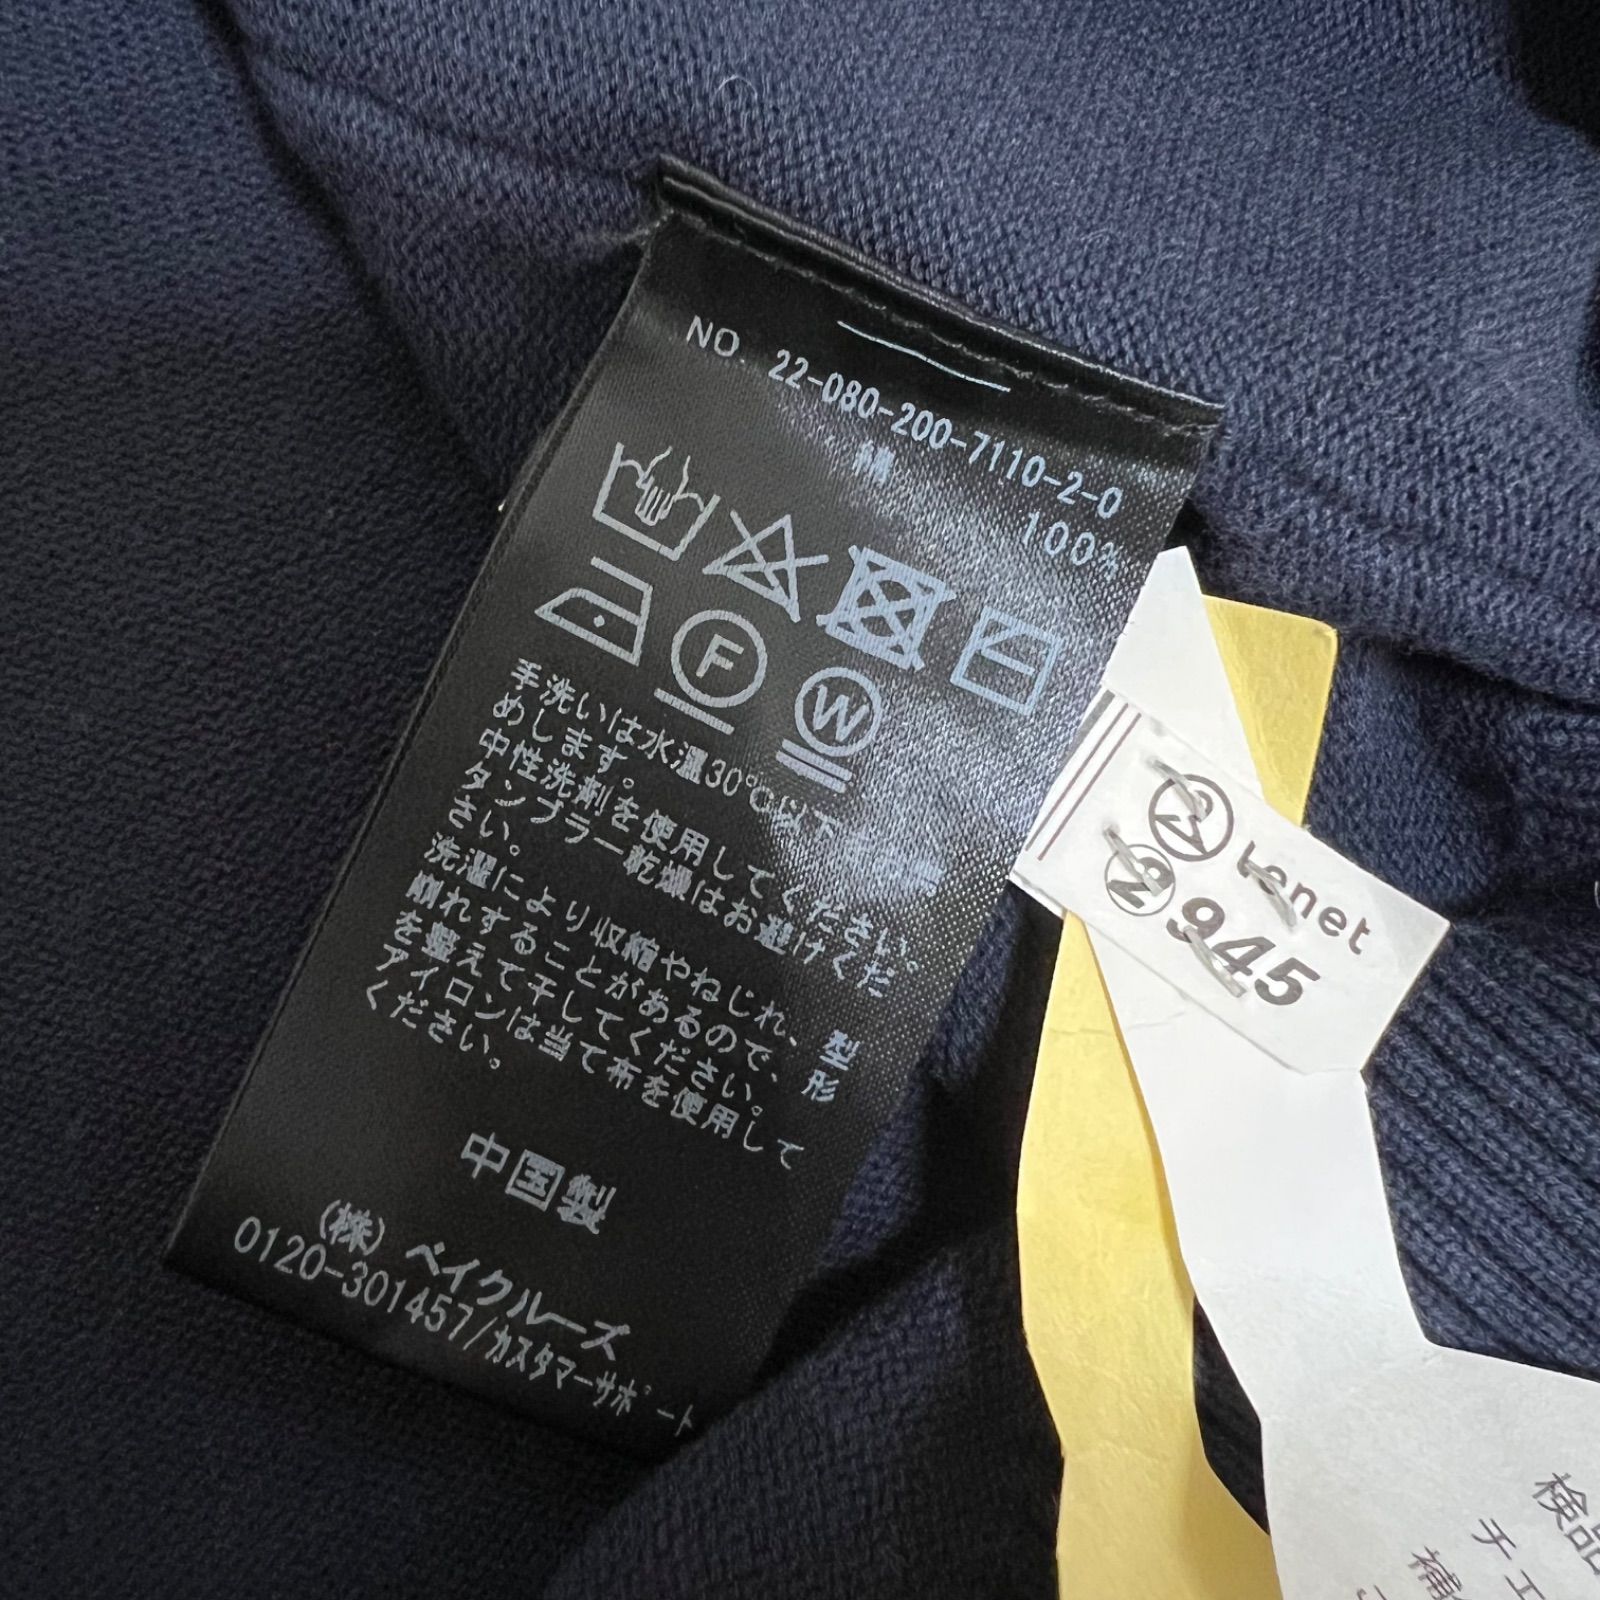 NO. 22-080-200-7110-2-0
綿 100%
F
W
手洗いは水温30℃以下
めします。
中性洗剤を使用してください。
タンブラー乾燥はお避けくだ
さい。
洗濯により収縮やねじれ、型
崩れすることがあるので、形
を整えて干してください。
アイロンは当て布を使用して
ください。
中国製
(株)ベイクルーズ
0120-301457/カスタマーサポート
Lenet
N 945
検品
チェ
補